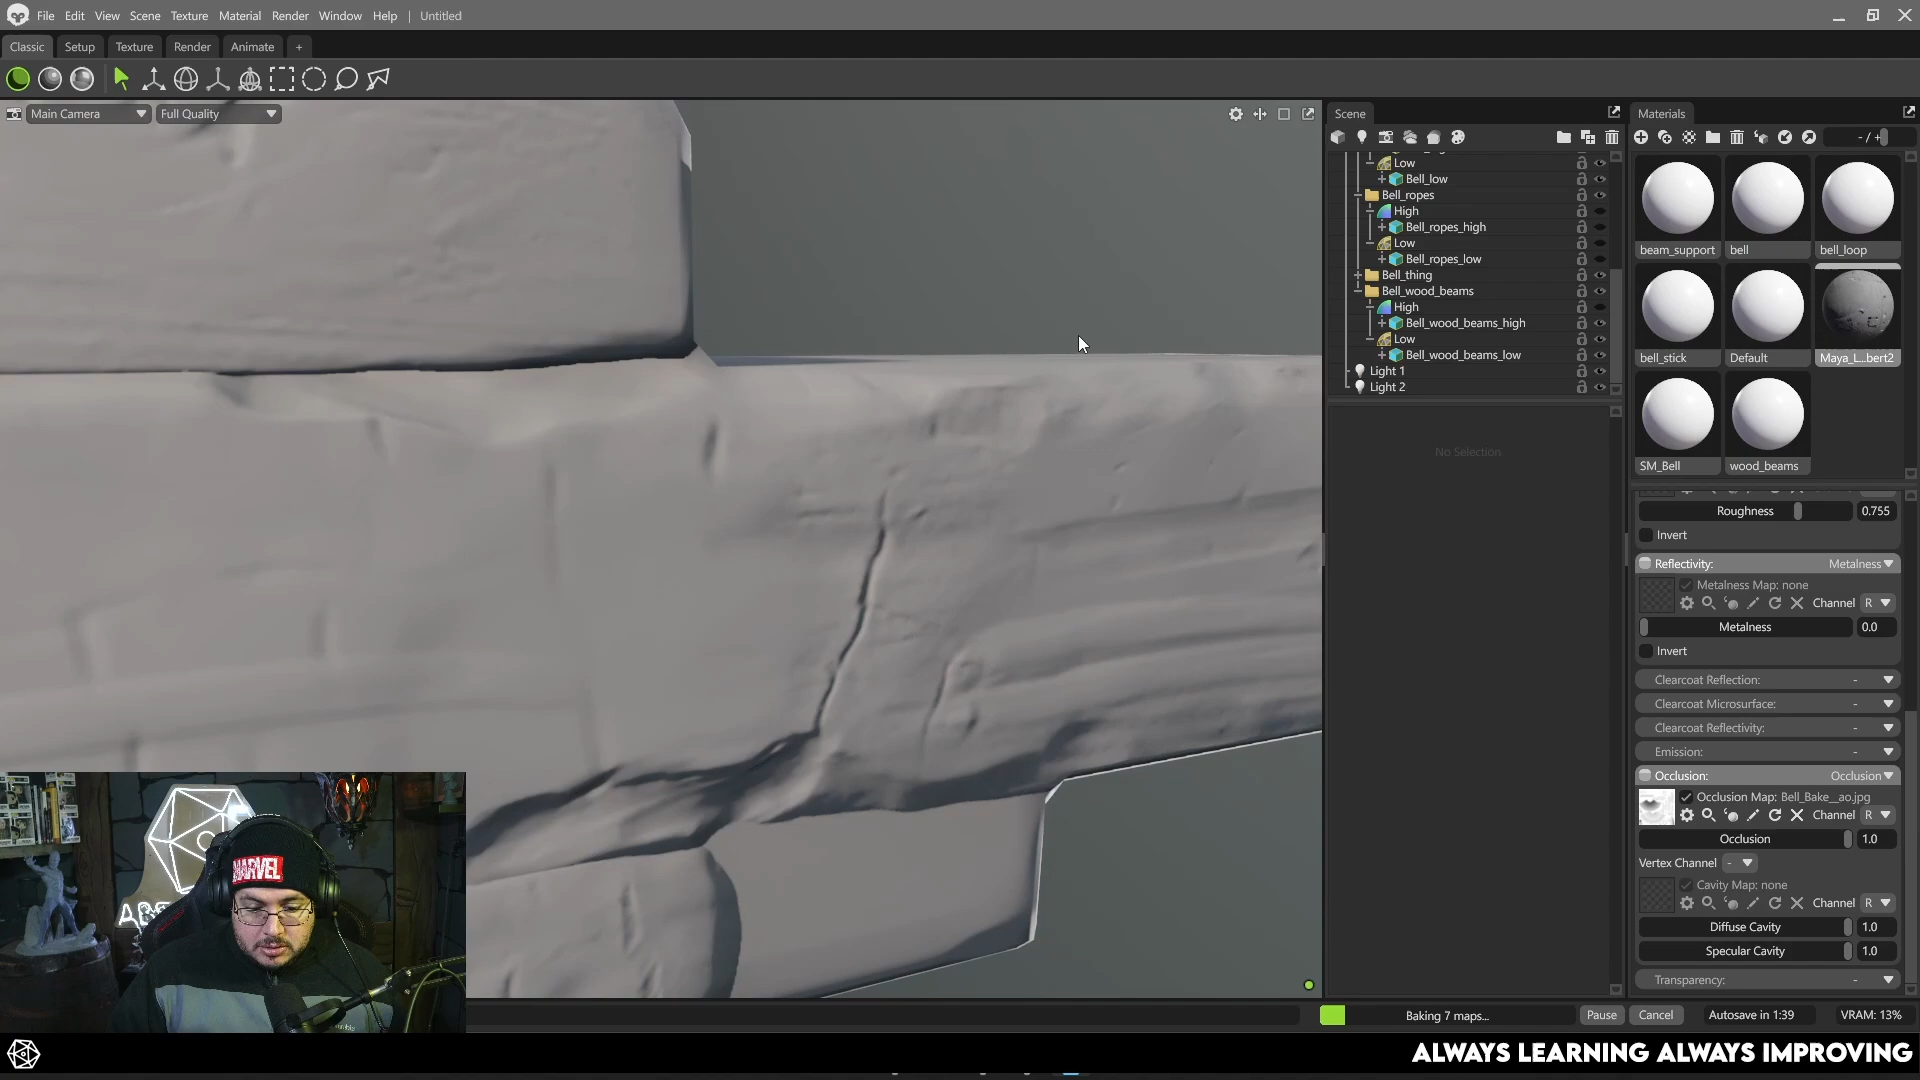 File Edit View Scene Texture Material Render Window Help | Untitled
Classic Setup Texture Render Animate +
Main Camera Full Quality
Scene
Low
Bell_low
Bell_ropes
High
Bell_ropes_high
Low
Bell_ropes_low
Bell_thing
Bell_wood_beams
High
Bell_wood_beams_high
Low
Bell_wood_beams_low
Light 1
Light 2
No Selection
Materials
- / +
beam_support bell bell_loop
bell_stick Default Maya_L...bert2
SM_Bell wood_beams
Roughness 0.755
Invert
Reflectivity: Metalness
Metalness Map: none
Channel R
Metalness 0.0
Invert
Clearcoat Reflection: -
Clearcoat Microsurface: -
Clearcoat Reflectivity: -
Emission: -
Occlusion: Occlusion
Occlusion Map: Bell_Bake__ao.jpg
Channel R
Occlusion 1.0
Vertex Channel -
Cavity Map: none
Channel R
Diffuse Cavity 1.0
Specular Cavity 1.0
Transparency: -
MARVEL
Baking 7 maps... Pause Cancel Autosave in 1:39 VRAM: 13%
ALWAYS LEARNING ALWAYS IMPROVING